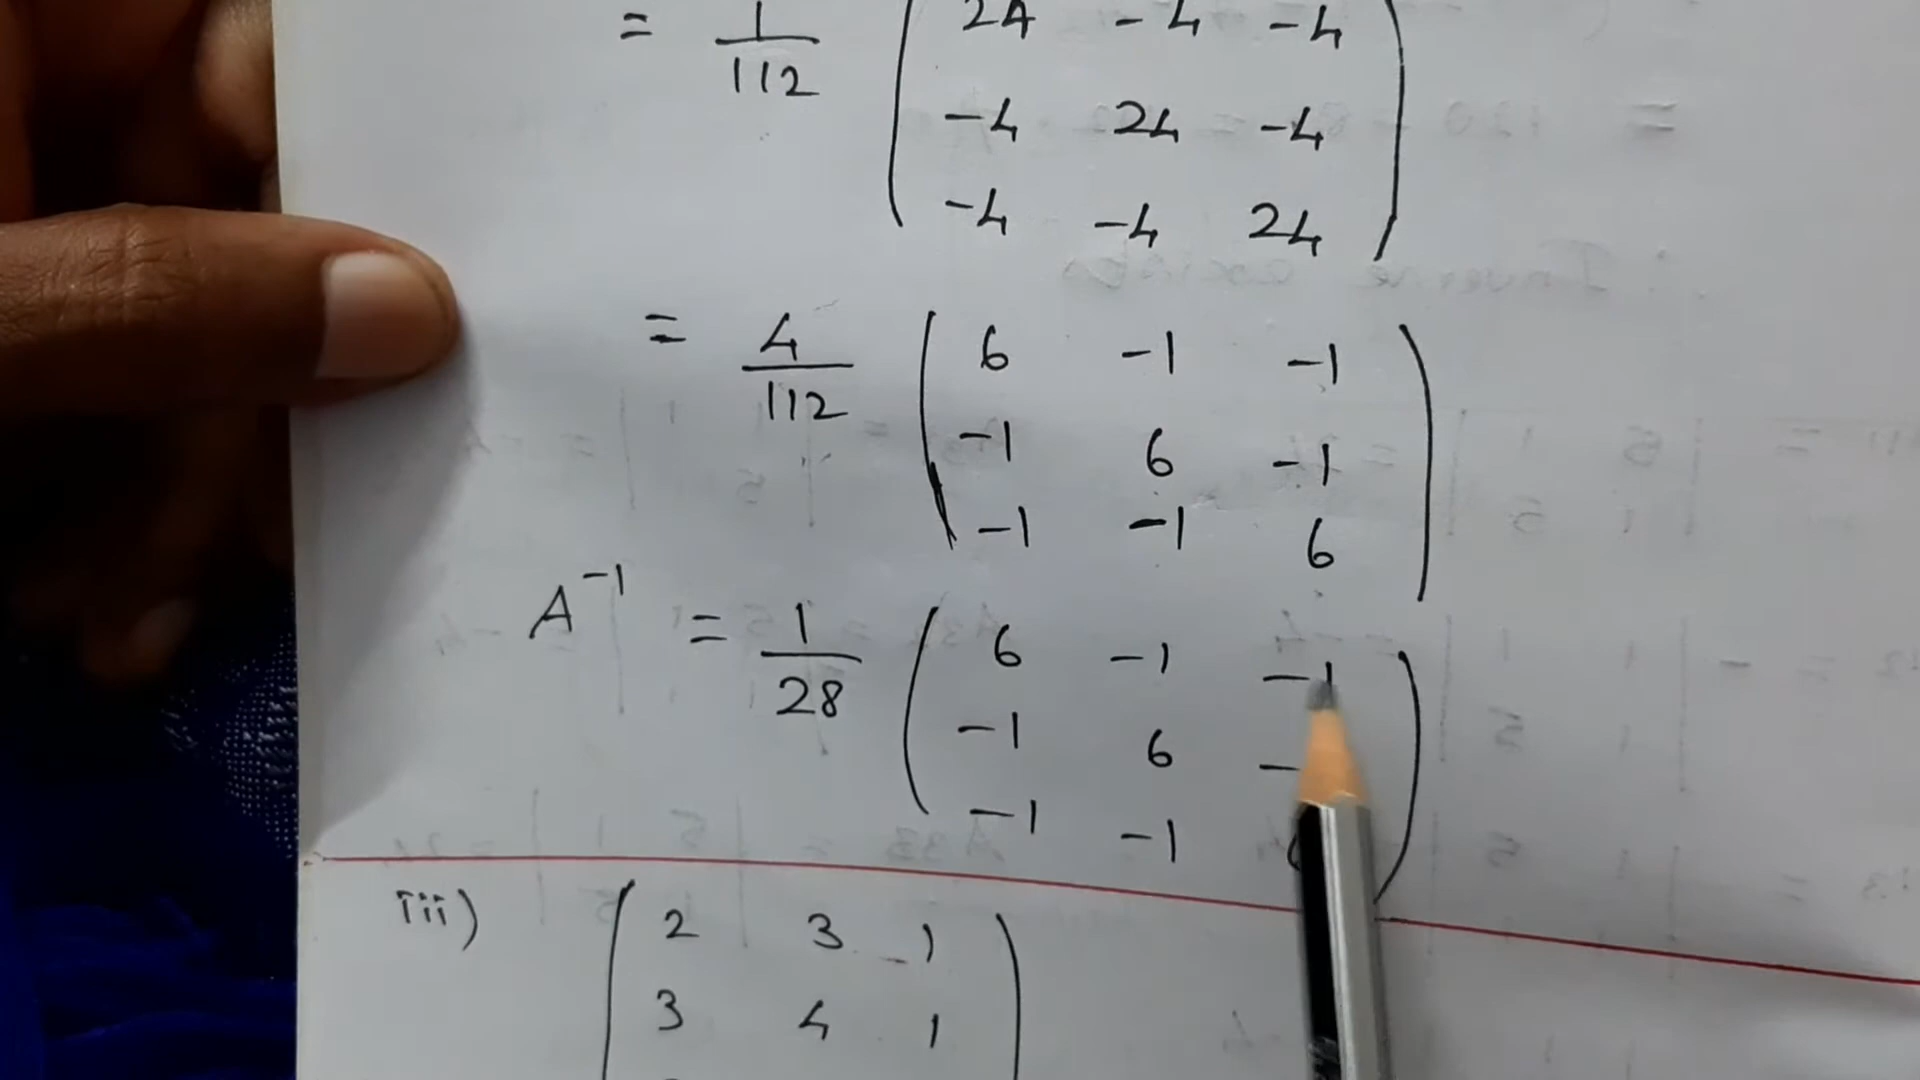 = 1/112 ( 24 -4 -4
-4 24 -4
-4 -4 24 )
= 4/112 ( 6 -1 -1
-1 6 -1
-1 -1 6 )
A⁻¹ = 1/28 ( 6 -1 -1
-1 6 -
-1 -1 )
iii) ( 2 3 1
3 4 1 )